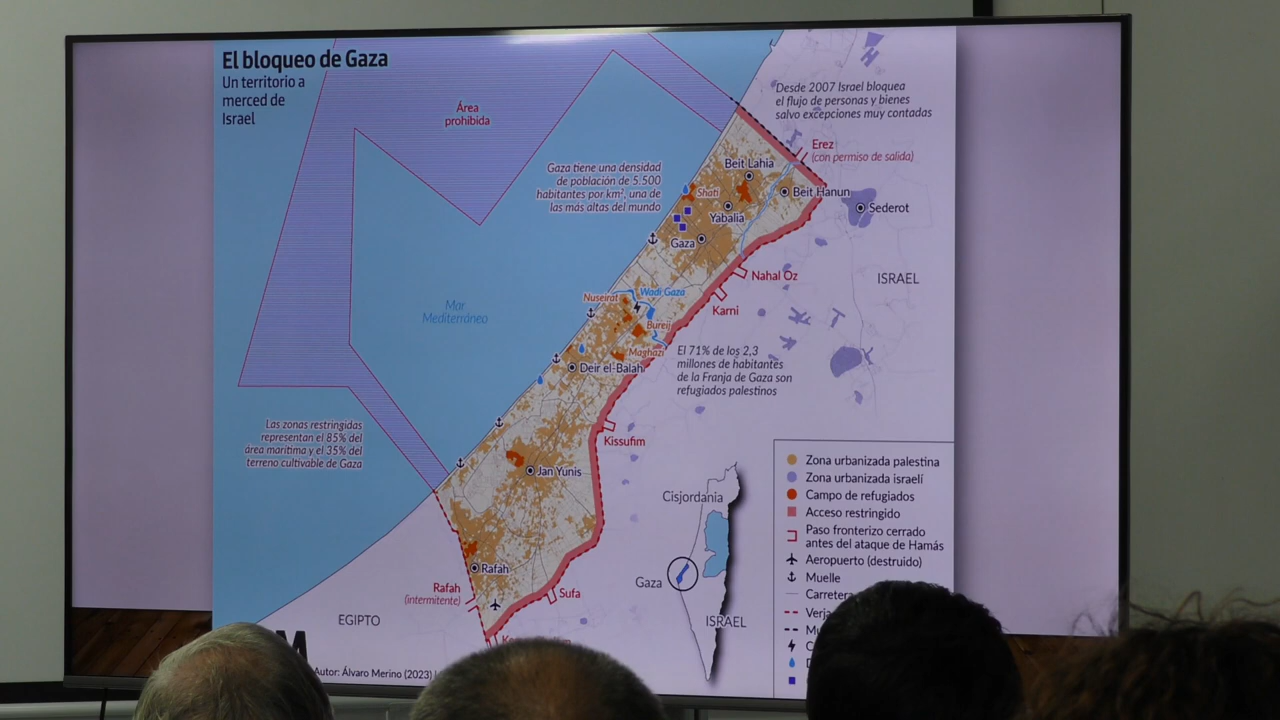 El bloqueo de Gaza
Un territorio a
merced de
Israel
Área
prohibida
Desde 2007 Israel bloquea
el flujo de personas y bienes
salvo excepciones muy contadas
Erez
(con permiso de salida)
Gaza tiene una densidad
de población de 5.500
habitantes por km², una de
las más altas del mundo
Beit Lahia
Shati
Beit Hanun
Sederot
Yabalia
Gaza
Nahal Oz
ISRAEL
Karni
Nuseirat
Wadi Gaza
Bureij
Maghazi
Mar
Mediterráneo
Deir el-Balah
El 71% de los 2,3
millones de habitantes
de la Franja de Gaza son
refugiados palestinos
Las zonas restringidas
representan el 85% del
área marítima y el 35% del
terreno cultivable de Gaza
Kissufim
Jan Yunis
Cisjordania
Gaza
ISRAEL
Rafah
Rafah
(intermitente)
Sufa
EGIPTO
Zona urbanizada palestina
Zona urbanizada israelí
Campo de refugiados
Acceso restringido
Paso fronterizo cerrado
antes del ataque de Hamás
Aeropuerto (destruido)
Muelle
Carretera
Autor: Álvaro Merino (2023)